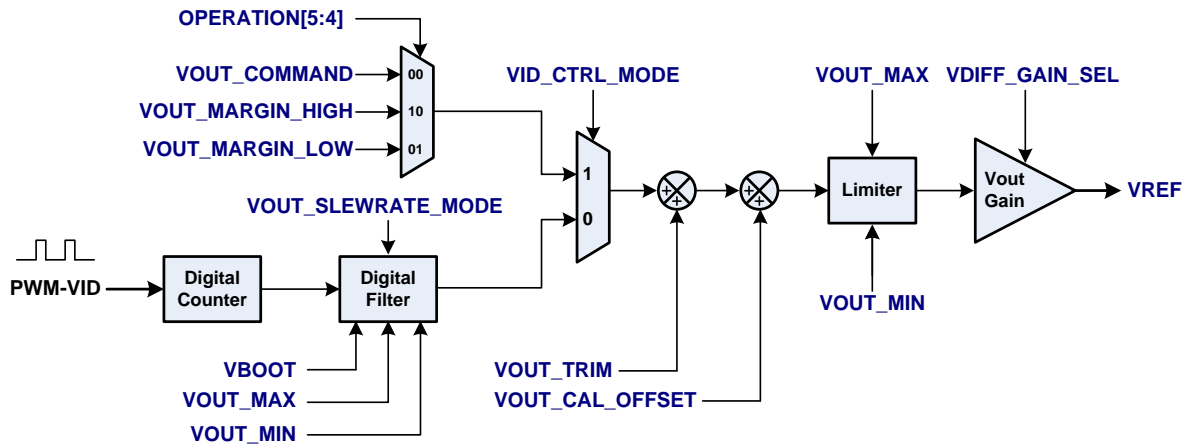 OPERATION[5:4]
VOUT_COMMAND
00
VOUT_MARGIN_HIGH
10
VOUT_MARGIN_LOW
01
VID_CTRL_MODE
1
0
VOUT_MAX
VDIFF_GAIN_SEL
+
+
+
+
Limiter
Vout
Gain
VREF
VOUT_SLEWRATE_MODE
PWM-VID
Digital
Counter
Digital
Filter
VOUT_MIN
VBOOT
VOUT_MAX
VOUT_MIN
VOUT_TRIM
VOUT_CAL_OFFSET